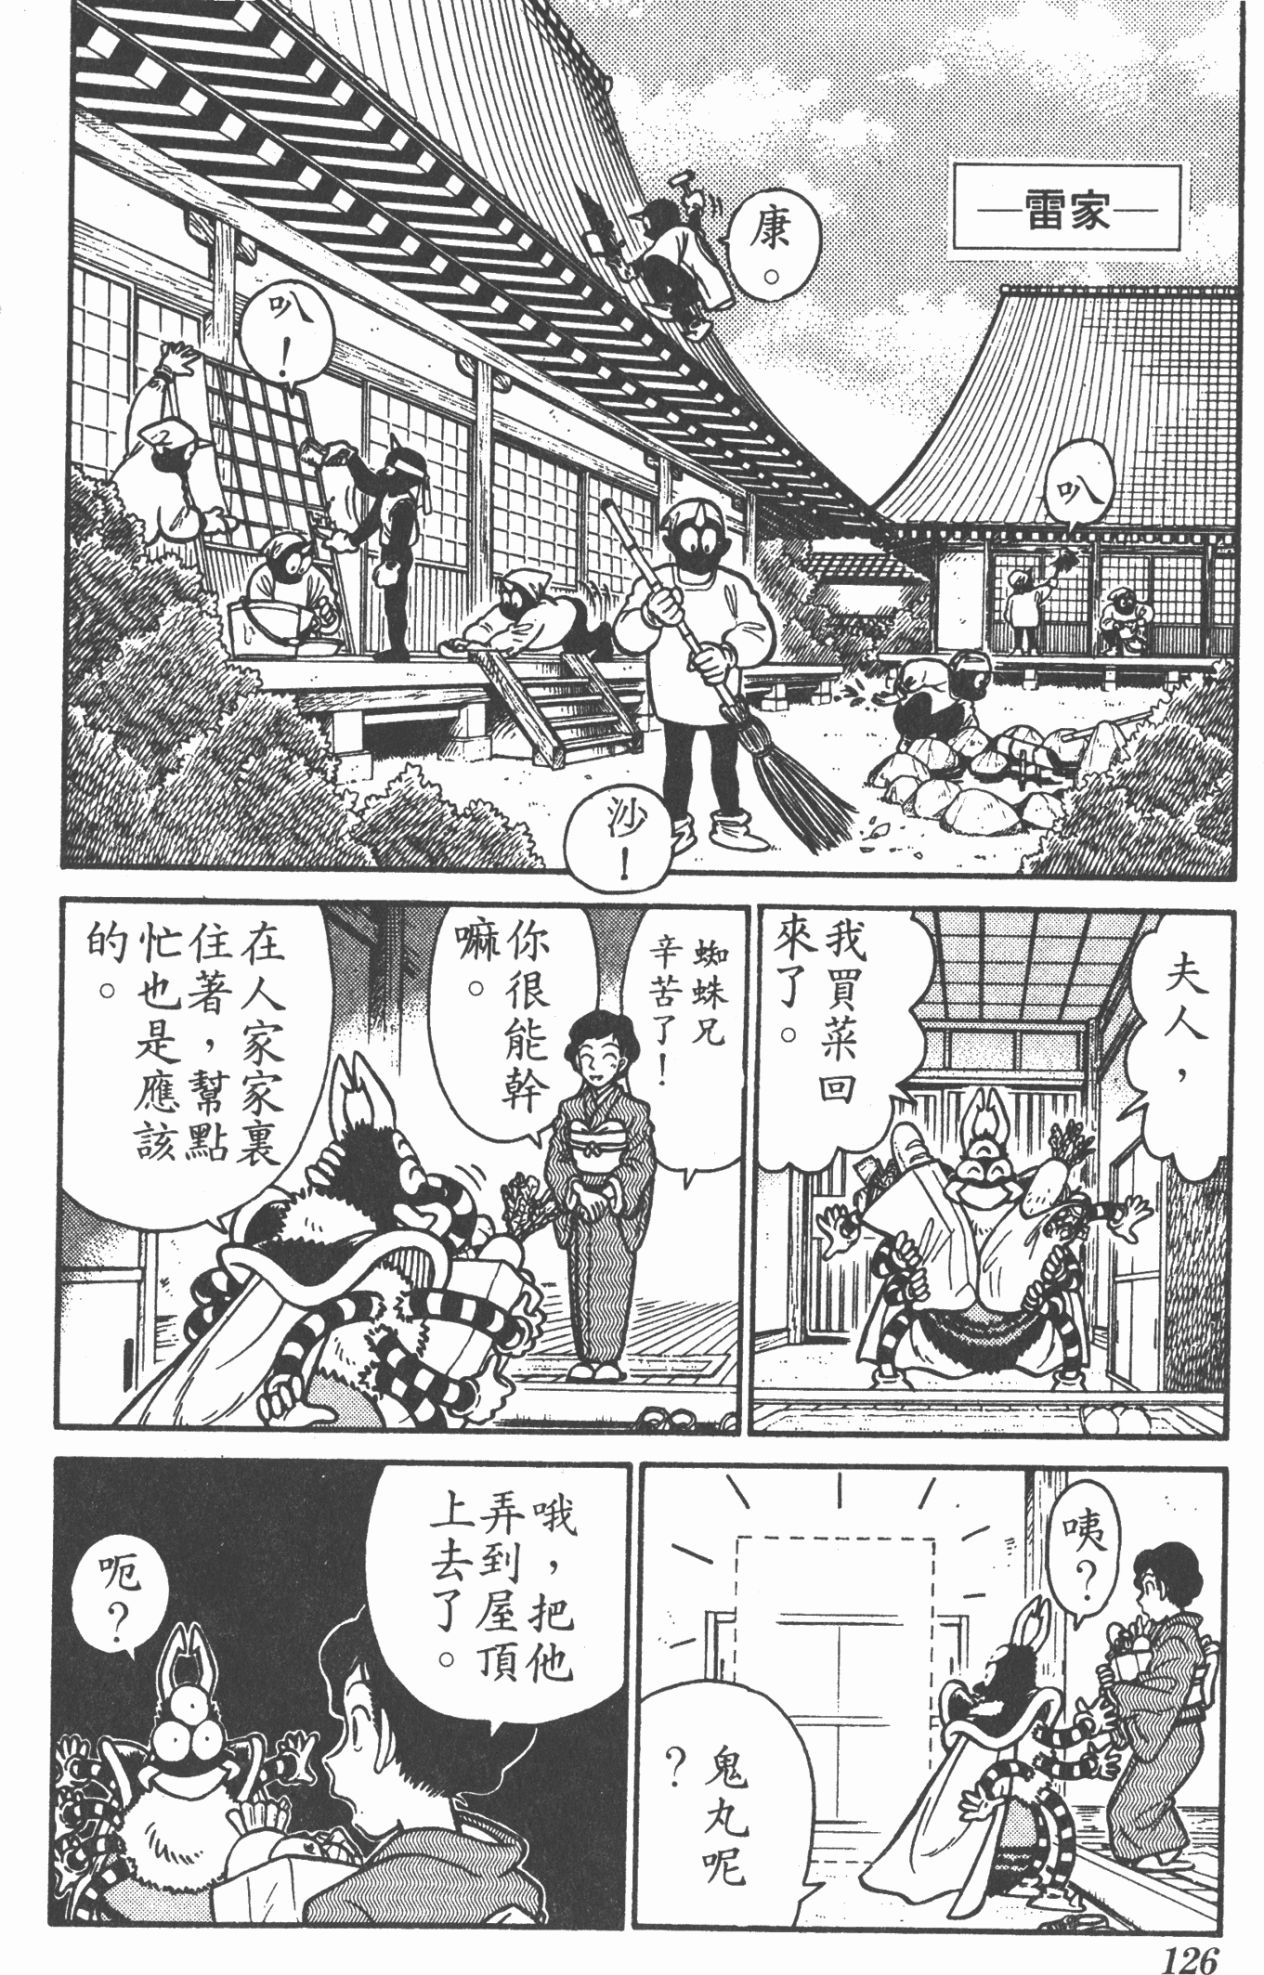 —雷家—
康。
叭！
叭
沙！
夫人，
我買菜回
來了。
蜘蛛兄
辛苦了！
你很能幹
嘛。
在人家家裏
住著，幫點
忙也是應該
的。
咦？
鬼丸呢
？
哦，把他
弄到屋頂
上去了。
呃？
126